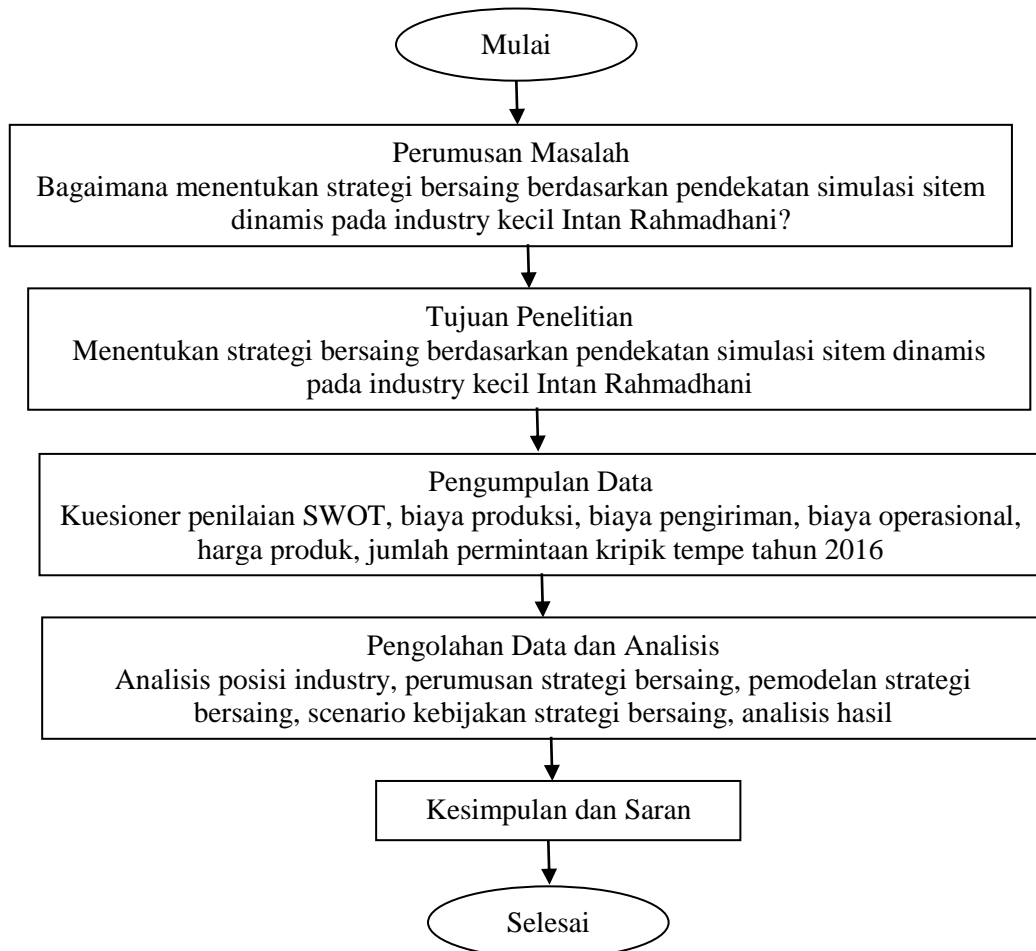 Mulai
Perumusan Masalah
Bagaimana menentukan strategi bersaing berdasarkan pendekatan simulasi sitem
dinamis pada industry kecil Intan Rahmadhani?
Tujuan Penelitian
Menentukan strategi bersaing berdasarkan pendekatan simulasi sitem dinamis
pada industry kecil Intan Rahmadhani
Pengumpulan Data
Kuesioner penilaian SWOT, biaya produksi, biaya pengiriman, biaya operasional,
harga produk, jumlah permintaan kripik tempe tahun 2016
Pengolahan Data dan Analisis
Analisis posisi industry, perumusan strategi bersaing, pemodelan strategi
bersaing, scenario kebijakan strategi bersaing, analisis hasil
Kesimpulan dan Saran
Selesai